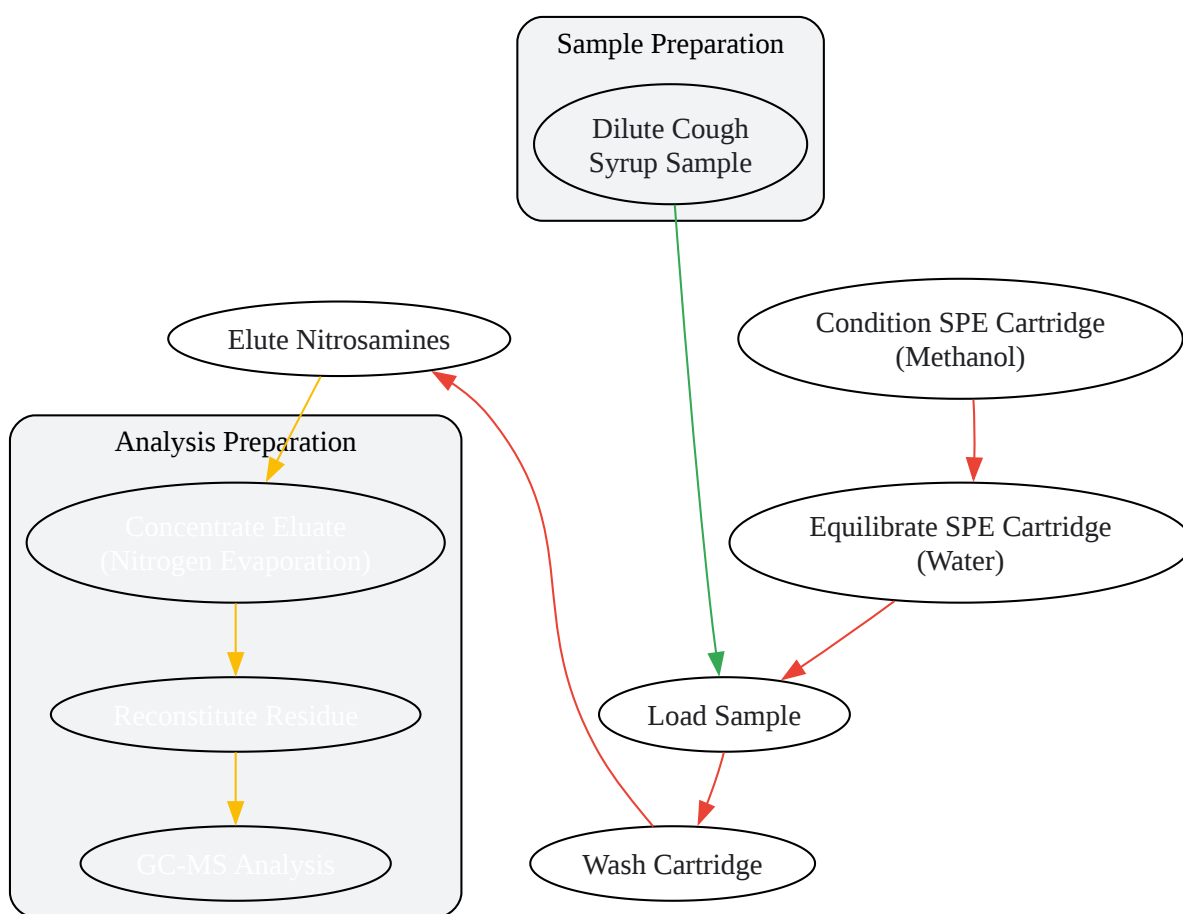 Sample Preparation
Dilute Cough
Syrup Sample
Elute Nitrosamines
Condition SPE Cartridge
(Methanol)
Analysis Preparation
Concentrate Eluate
(Nitrogen Evaporation)
Equilibrate SPE Cartridge
(Water)
Reconstitute Residue
Load Sample
GC-MS Analysis
Wash Cartridge